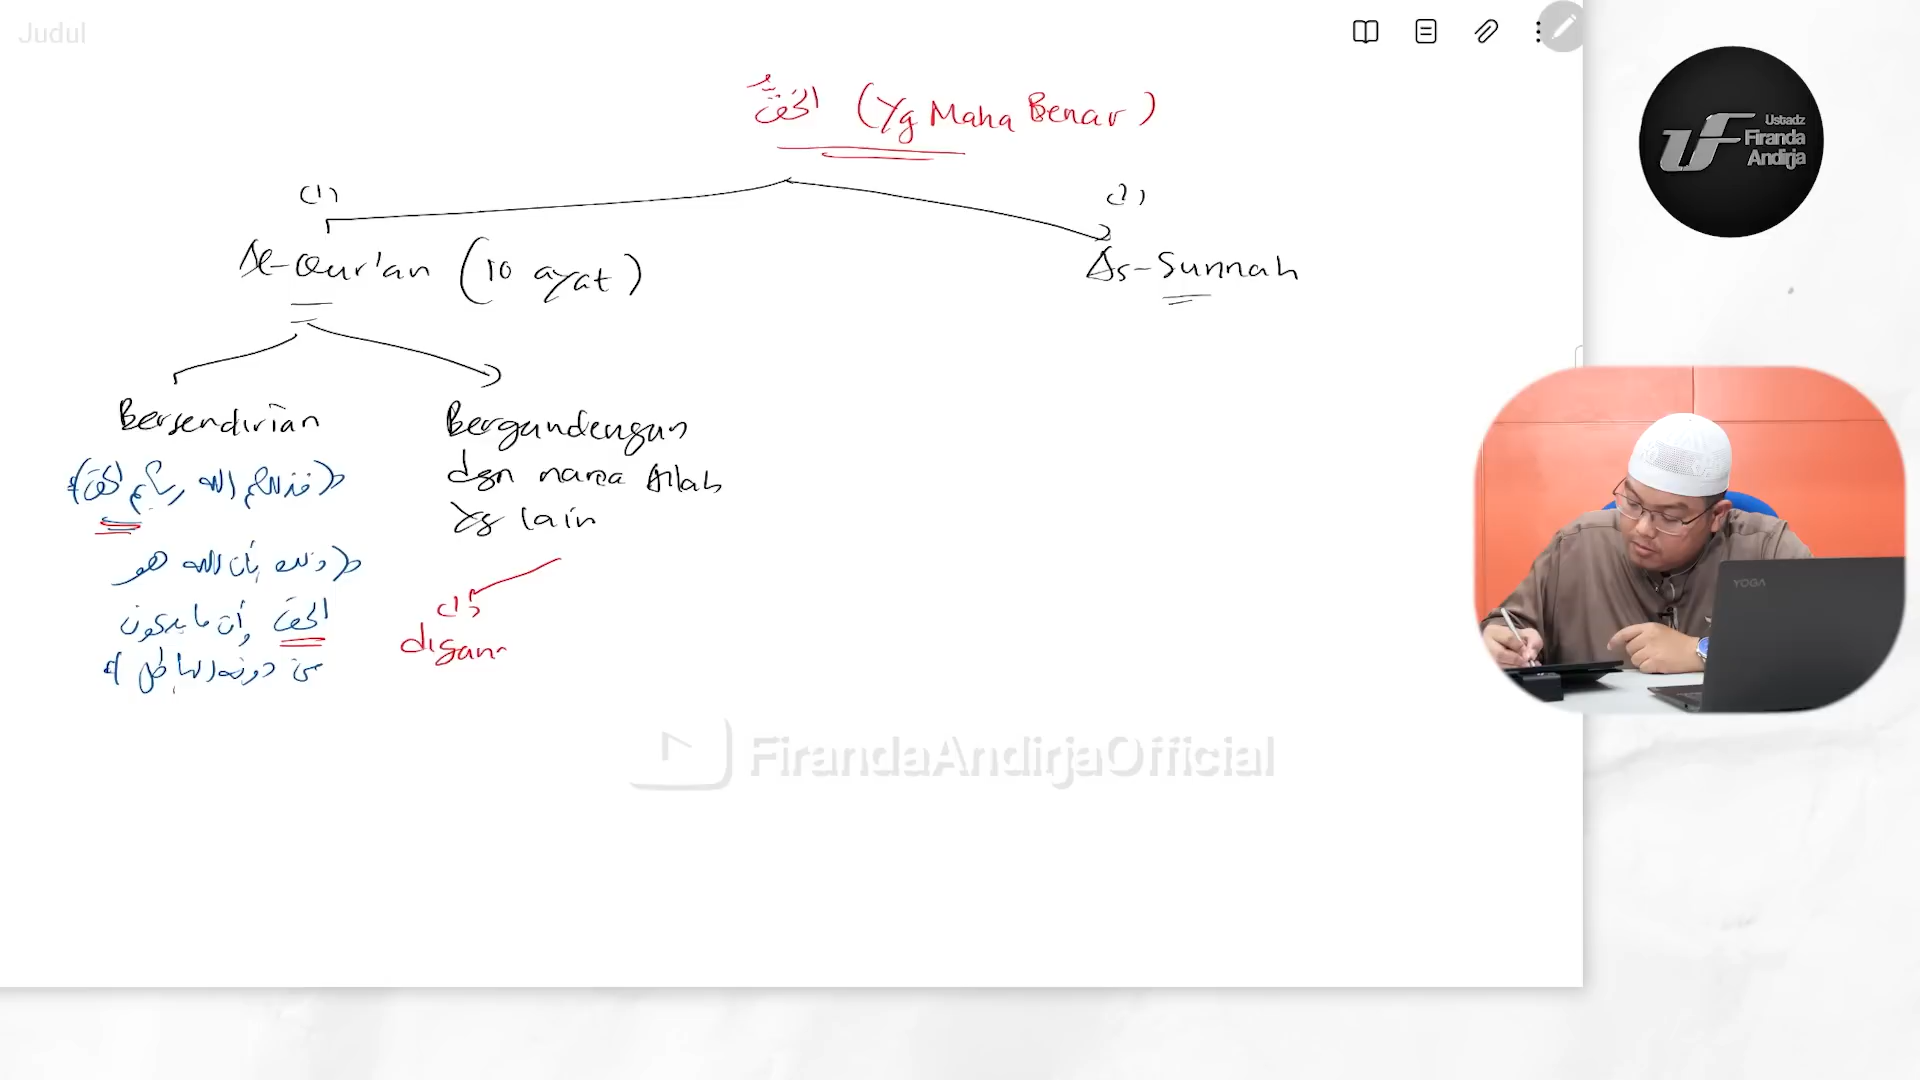 Judul
الحق (Yg Maha Benar)
(1)
(2)
Al-Qur'an (10 ayat)
As-Sunnah
Bersendirian
﴿فذلكم الله ربكم الحق﴾
﴿ذلك بأن الله هو
الحق وأن ما يدعون
من دونه الباطل﴾
Bergandengan
dgn nama Allah
Yg lain
(1)
digan
FirandaAndirjaOfficial
UF Ustadz
Firanda
Andirja
YOGA